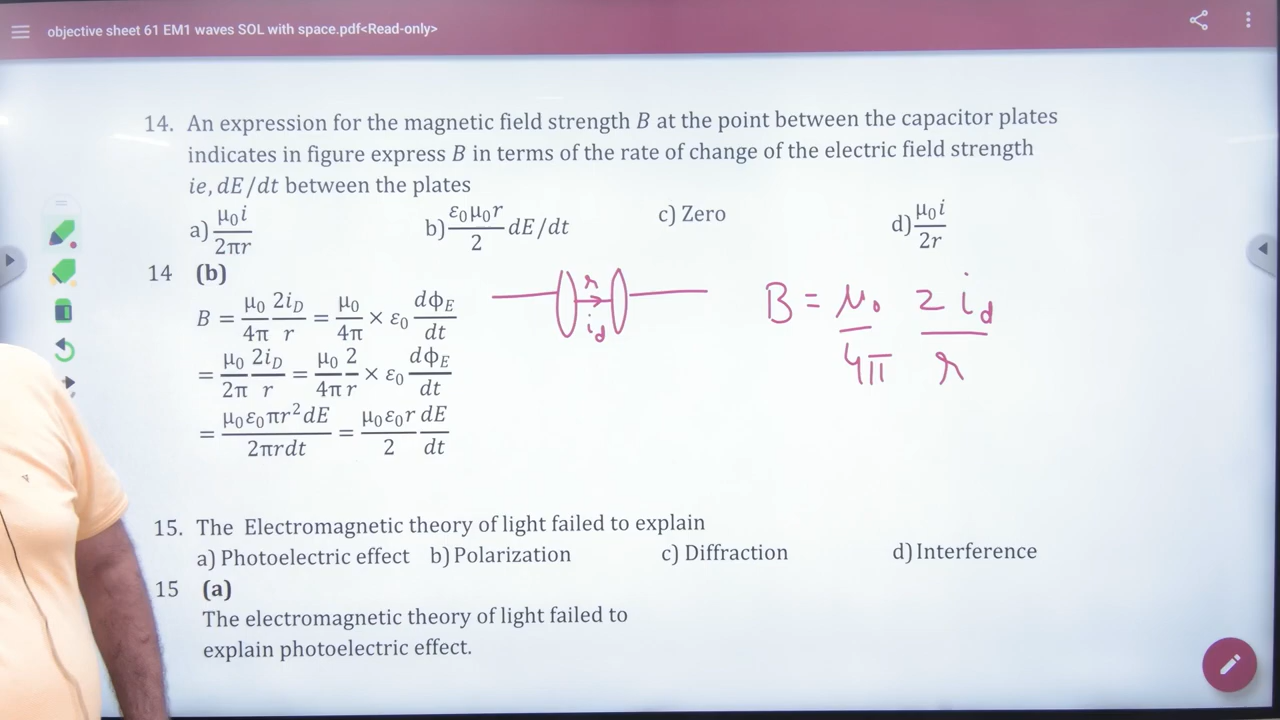 objective sheet 61 EM1 waves SOL with space.pdf<Read-only>
14. An expression for the magnetic field strength B at the point between the capacitor plates
indicates in figure express B in terms of the rate of change of the electric field strength
ie, dE/dt between the plates
a) μ₀i/2πr b) ε₀μ₀r/2 dE/dt c) Zero d) μ₀i/2r
14 (b)
B = μ₀/4π 2i_D/r = μ₀/4π × ε₀ dϕ_E/dt
= μ₀/2π 2i_D/r = μ₀/4π 2/r × ε₀ dϕ_E/dt
= μ₀ε₀πr²dE/2πrdt = μ₀ε₀r/2 dE/dt
r
i_d
B = μ₀/4π 2i_d/r
15. The Electromagnetic theory of light failed to explain
a) Photoelectric effect b) Polarization c) Diffraction d) Interference
15 (a)
The electromagnetic theory of light failed to
explain photoelectric effect.